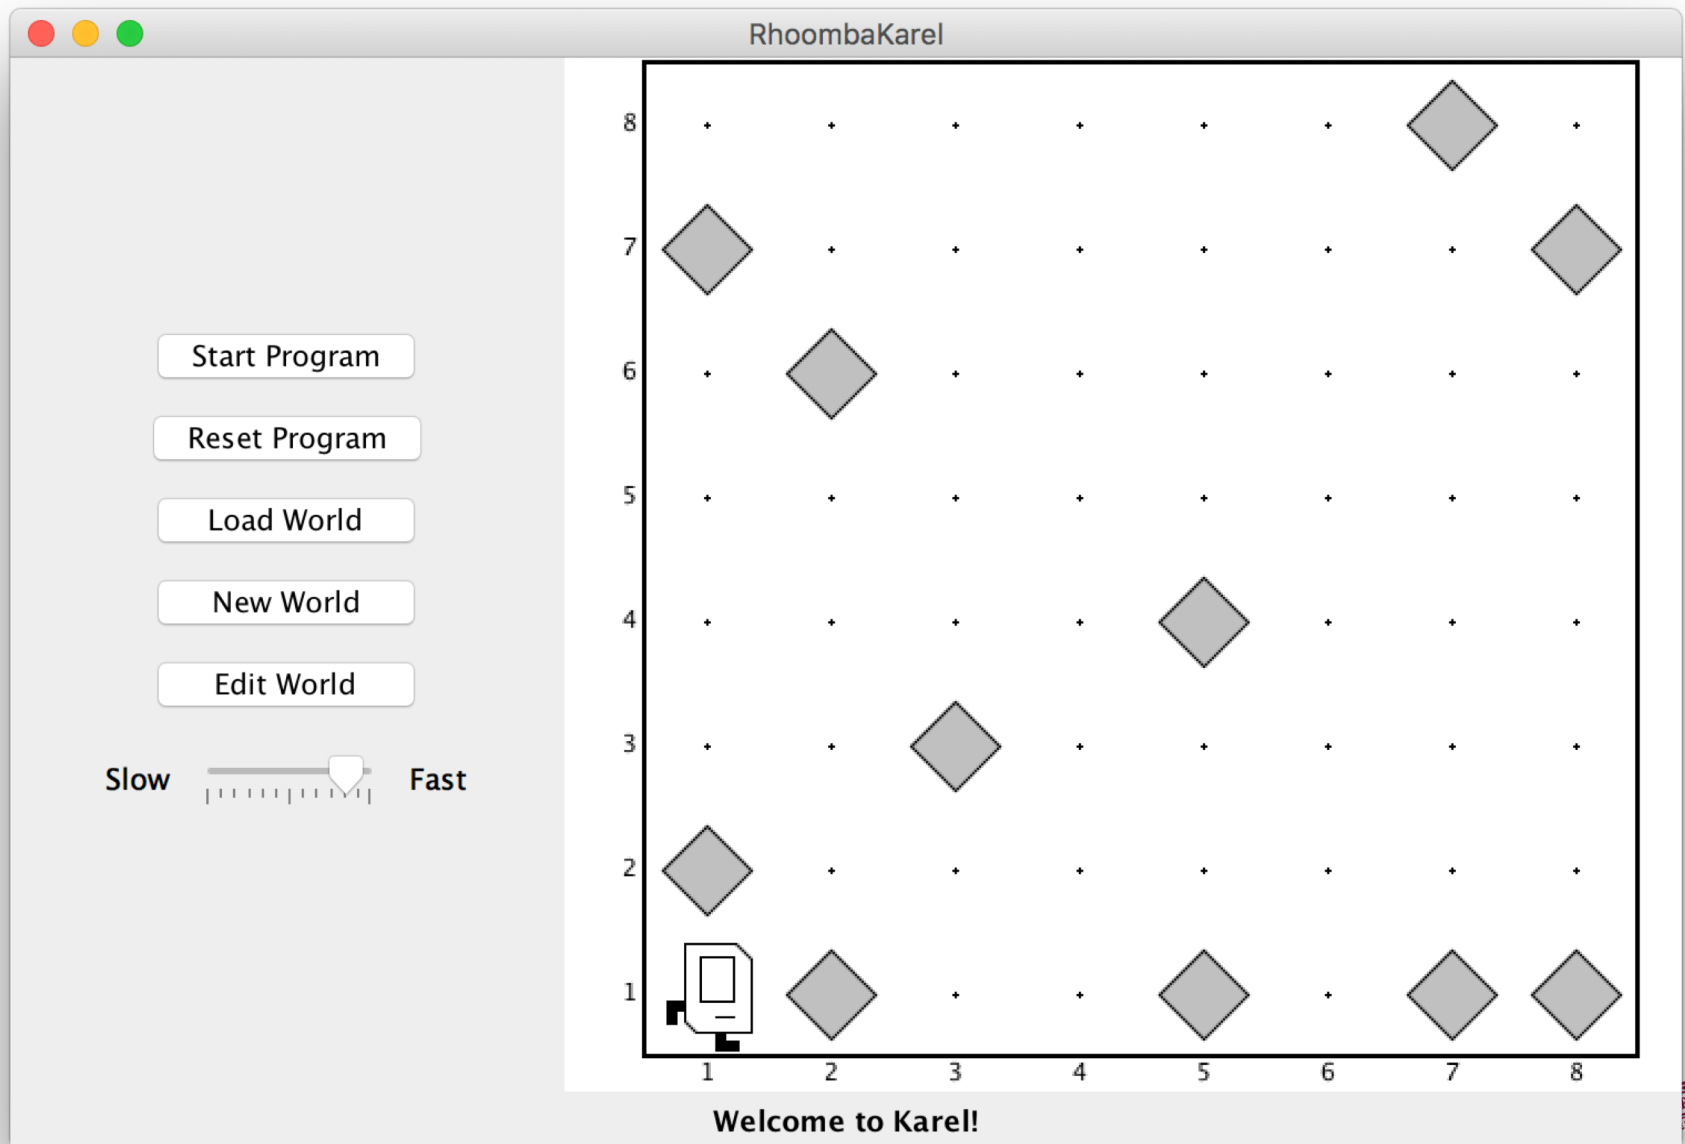 RhoombaKarel
Start Program
Reset Program
Load World
New World
Edit World
Slow Fast
8
7
6
5
4
3
2
1
1 2 3 4 5 6 7 8
Welcome to Karel!